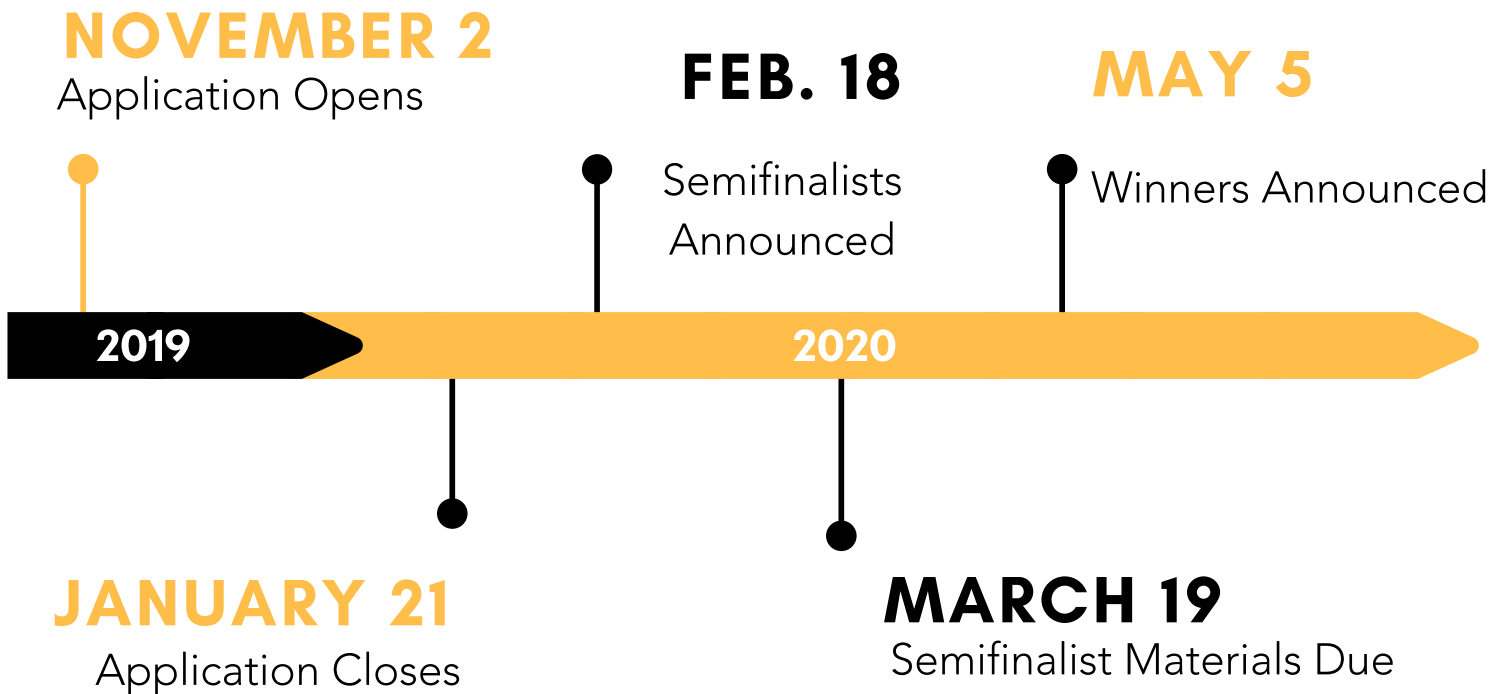 NOVEMBER 2
Application Opens
FEB. 18
Semifinalists
Announced
MAY 5
Winners Announced
2019
2020
JANUARY 21
Application Closes
MARCH 19
Semifinalist Materials Due